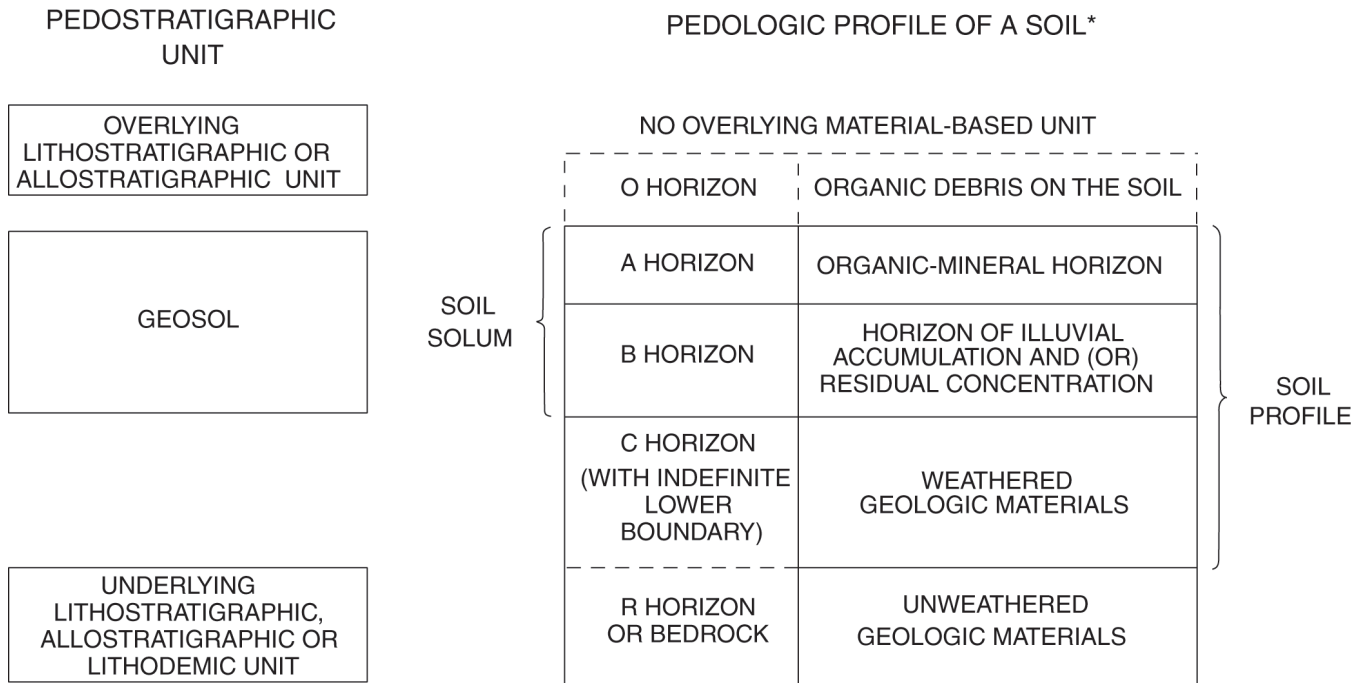 PEDOSTRATIGRAPHIC
UNIT
PEDOLOGIC PROFILE OF A SOIL*
OVERLYING
LITHOSTRATIGRAPHIC OR
ALLOSTRATIGRAPHIC UNIT
NO OVERLYING MATERIAL-BASED UNIT
O HORIZON
ORGANIC DEBRIS ON THE SOIL
GEOSOL
SOIL
SOLUM
A HORIZON
ORGANIC-MINERAL HORIZON
B HORIZON
HORIZON OF ILLUVIAL
ACCUMULATION AND (OR)
RESIDUAL CONCENTRATION
SOIL
PROFILE
C HORIZON
(WITH INDEFINITE
LOWER
BOUNDARY)
WEATHERED
GEOLOGIC MATERIALS
UNDERLYING
LITHOSTRATIGRAPHIC,
ALLOSTRATIGRAPHIC OR
LITHODEMIC UNIT
R HORIZON
OR BEDROCK
UNWEATHERED
GEOLOGIC MATERIALS